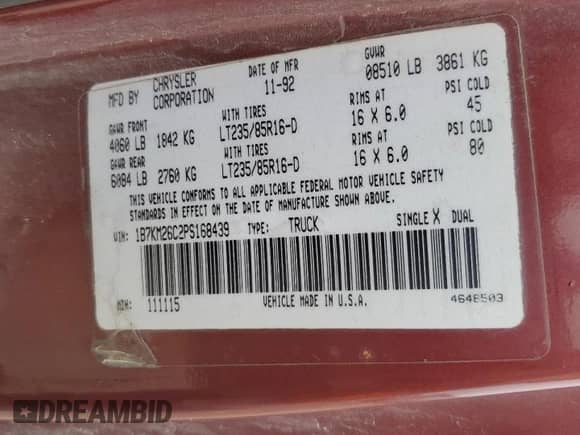 MFD BY CHRYSLER CORPORATION DATE OF MFR 11-92 GVWR 08510 LB 3861 KG
GAWR FRONT WITH TIRES RIMS AT PSI COLD
4060 LB 1842 KG LT235/85R16-D 16 X 6.0 45
GAWR REAR WITH TIRES RIMS AT PSI COLD
6084 LB 2760 KG LT235/85R16-D 16 X 6.0 80
THIS VEHICLE CONFORMS TO ALL APPLICABLE FEDERAL MOTOR VEHICLE SAFETY
STANDARDS IN EFFECT ON THE DATE OF MANUFACTURE SHOWN ABOVE.
VIN: 1B7KM26C2PS168439 TYPE: TRUCK SINGLE X DUAL
MDH: 111115 VEHICLE MADE IN U.S.A. 4648503
DREAMBID